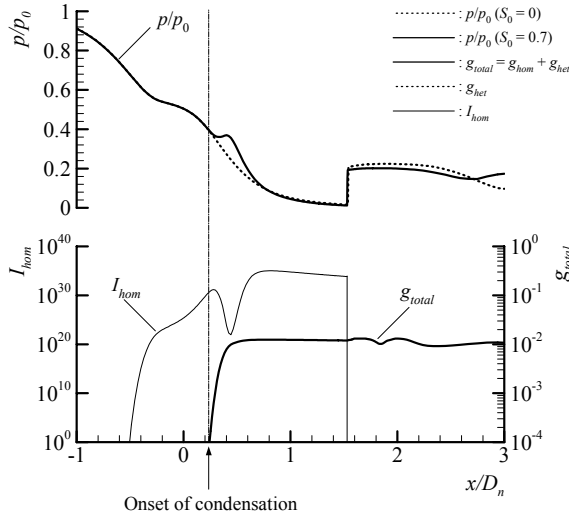 p/p0
1
0.8
0.6
0.4
0.2
0
p/p0
: p/p0 (S0 = 0)
: p/p0 (S0 = 0.7)
: gtotal = ghom + ghet
: ghet
: Ihom
Ihom
10^40
10^30
10^20
10^10
10^0
Ihom
gtotal
10^0
10^-1
10^-2
10^-3
10^-4
gtotal
-1 0 1 2 3
x/Dn
Onset of condensation